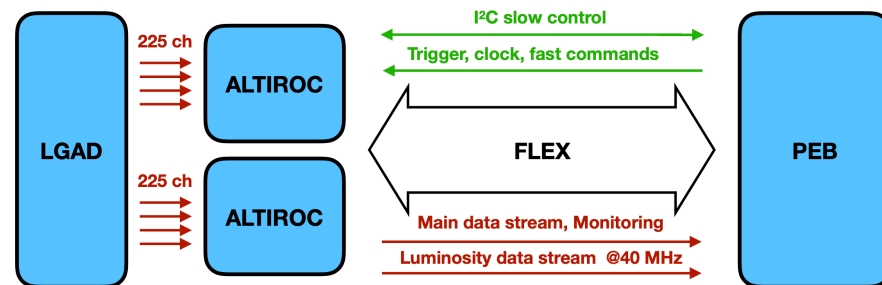 I²C slow control
225 ch
Trigger, clock, fast commands
ALTIROC
LGAD
FLEX
PEB
225 ch
ALTIROC
Main data stream, Monitoring
Luminosity data stream @40 MHz